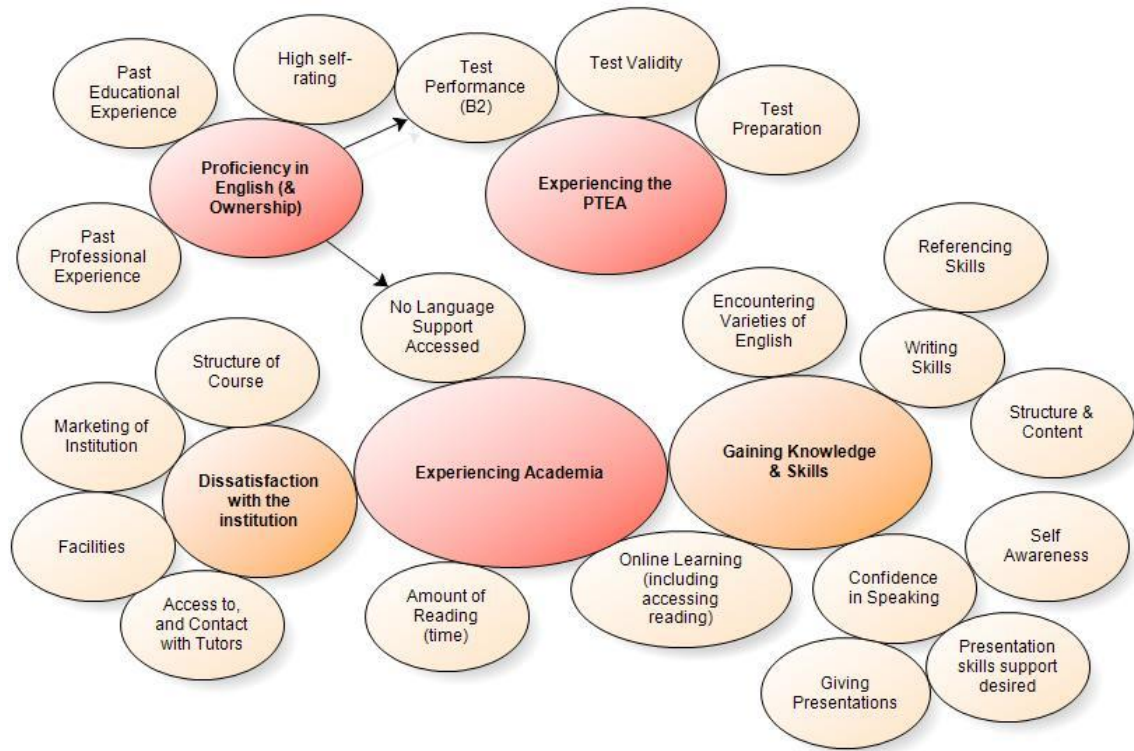 Past
Educational
Experience
High self-
rating
Test
Performance
(B2)
Test Validity
Test
Preparation
Proficiency in
English (&
Ownership)
Experiencing the
PTEA
Past
Professional
Experience
Referencing
Skills
No Language
Support
Accessed
Encountering
Varieties of
English
Writing
Skills
Structure of
Course
Structure &
Content
Marketing of
Institution
Dissatisfaction
with the
institution
Experiencing Academia
Gaining Knowledge
& Skills
Facilities
Self
Awareness
Access to,
and Contact
with Tutors
Amount of
Reading
(time)
Online Learning
(including
accessing
reading)
Confidence
in Speaking
Giving
Presentations
Presentation
skills support
desired